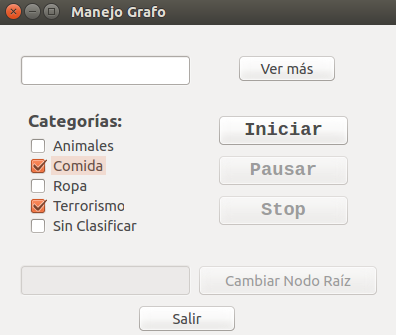 Manejo Grafo
Ver más
Categorías:
Animales
Comida
Ropa
Terrorismo
Sin Clasificar
Iniciar
Pausar
Stop
Cambiar Nodo Raíz
Salir